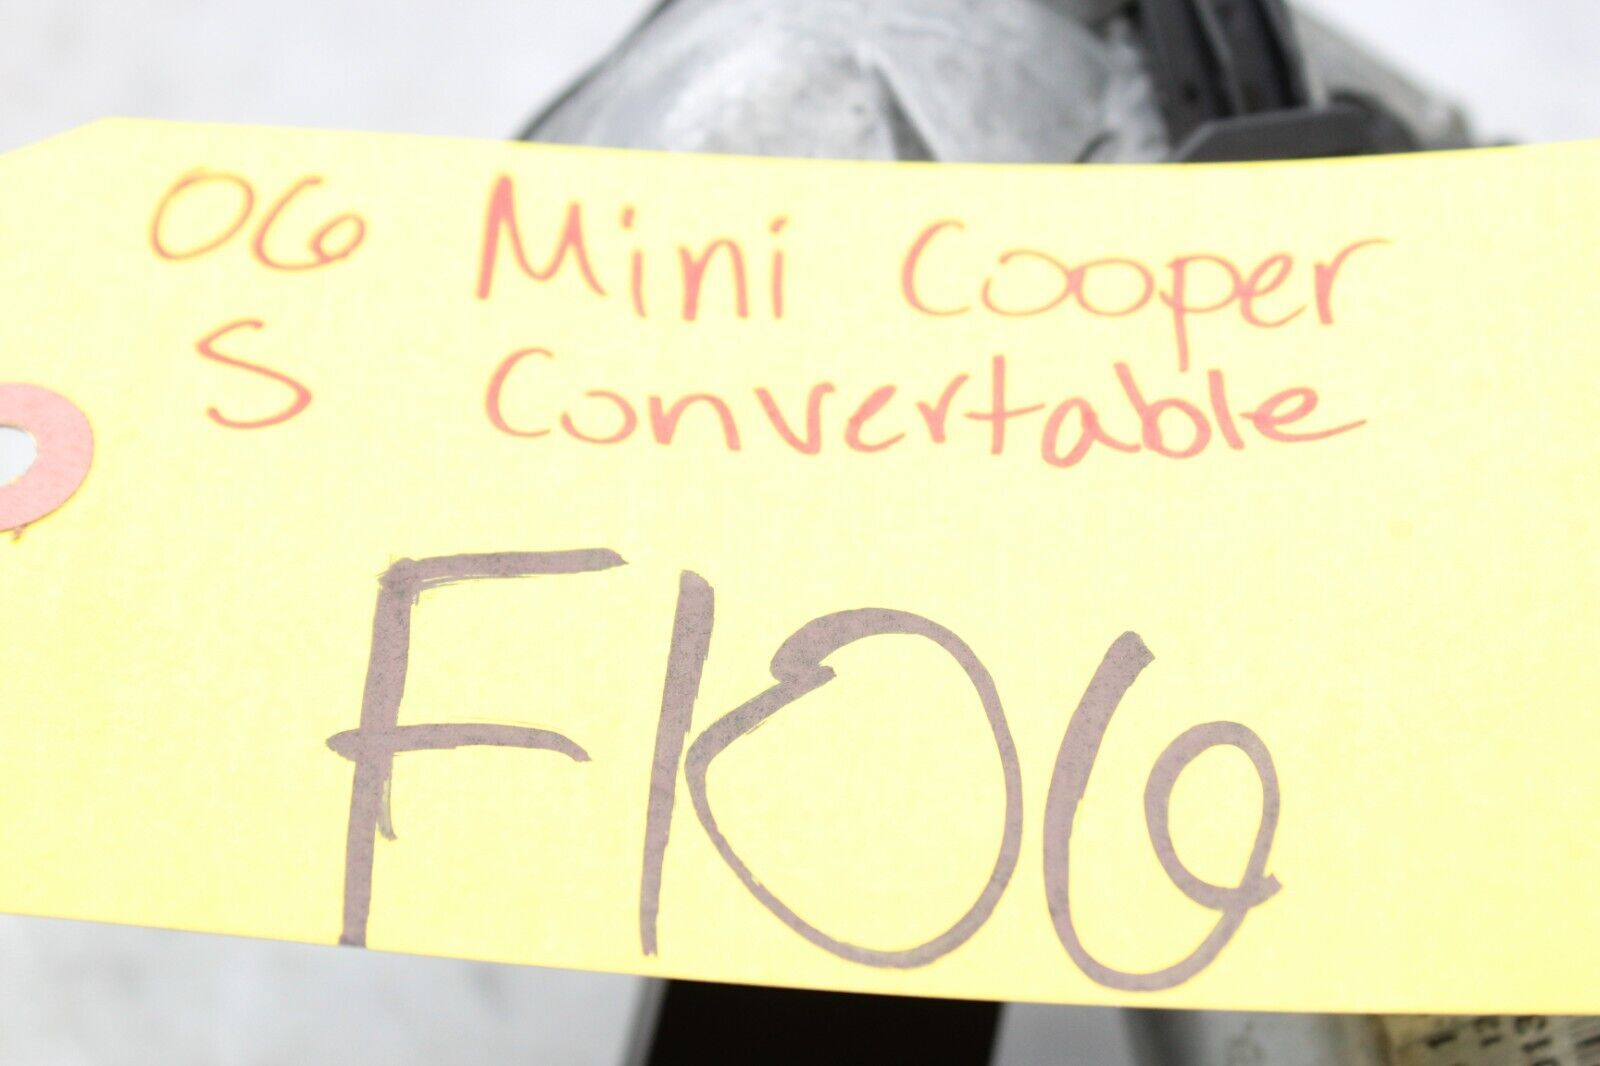 06 Mini Cooper
S Convertable
F106